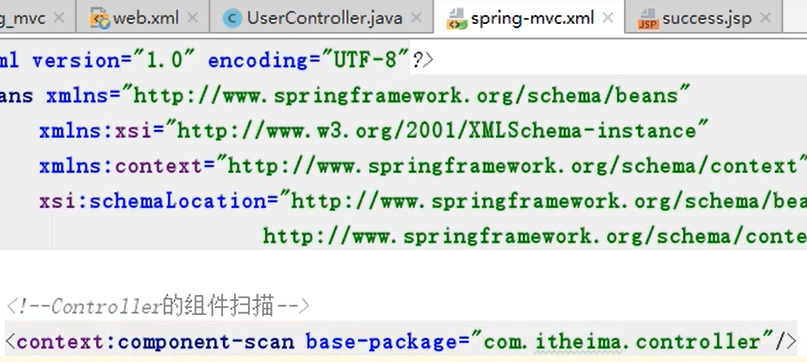 g_mvc web.xml UserController.java spring-mvc.xml success.jsp
ml version="1.0" encoding="UTF-8"?>
ans xmlns="http://www.springframework.org/schema/beans"
xmlns:xsi="http://www.w3.org/2001/XMLSchema-instance"
xmlns:context="http://www.springframework.org/schema/context"
xsi:schemaLocation="http://www.springframework.org/schema/bea
http://www.springframework.org/schema/conte
<!--Controller的组件扫描-->
<context:component-scan base-package="com.itheima.controller"/>